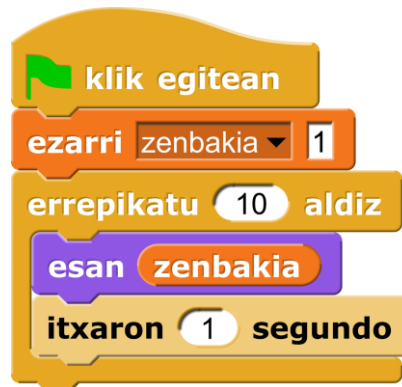 klik egitean
ezarri zenbakia 1
errepikatu 10 aldiz
esan zenbakia
itxaron 1 segundo